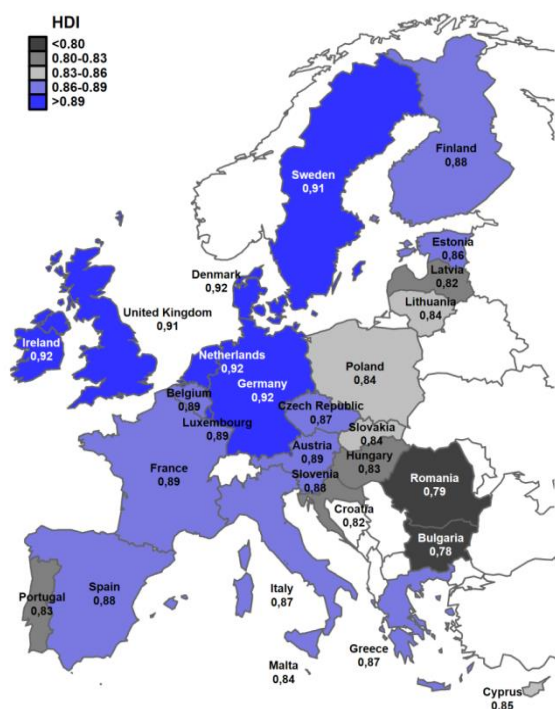 HDI
<0.80
0.80-0.83
0.83-0.86
0.86-0.89
>0.89
Finland
0,88
Sweden
0,91
Estonia
0,86
Latvia
0,82
Denmark
0,92
Lithuania
0,84
United Kingdom
0,91
Ireland
0,92
Netherlands
0,92
Germany
0,92
Poland
0,84
Belgium
0,89
Czech Republic
0,87
Luxembourg
0,89
Slovakia
0,84
Austria
0,89
Hungary
0,83
France
0,89
Slovenia
0,88
Romania
0,79
Croatia
0,82
Bulgaria
0,78
Portugal
0,83
Spain
0,88
Italy
0,87
Greece
0,87
Malta
0,84
Cyprus
0,85